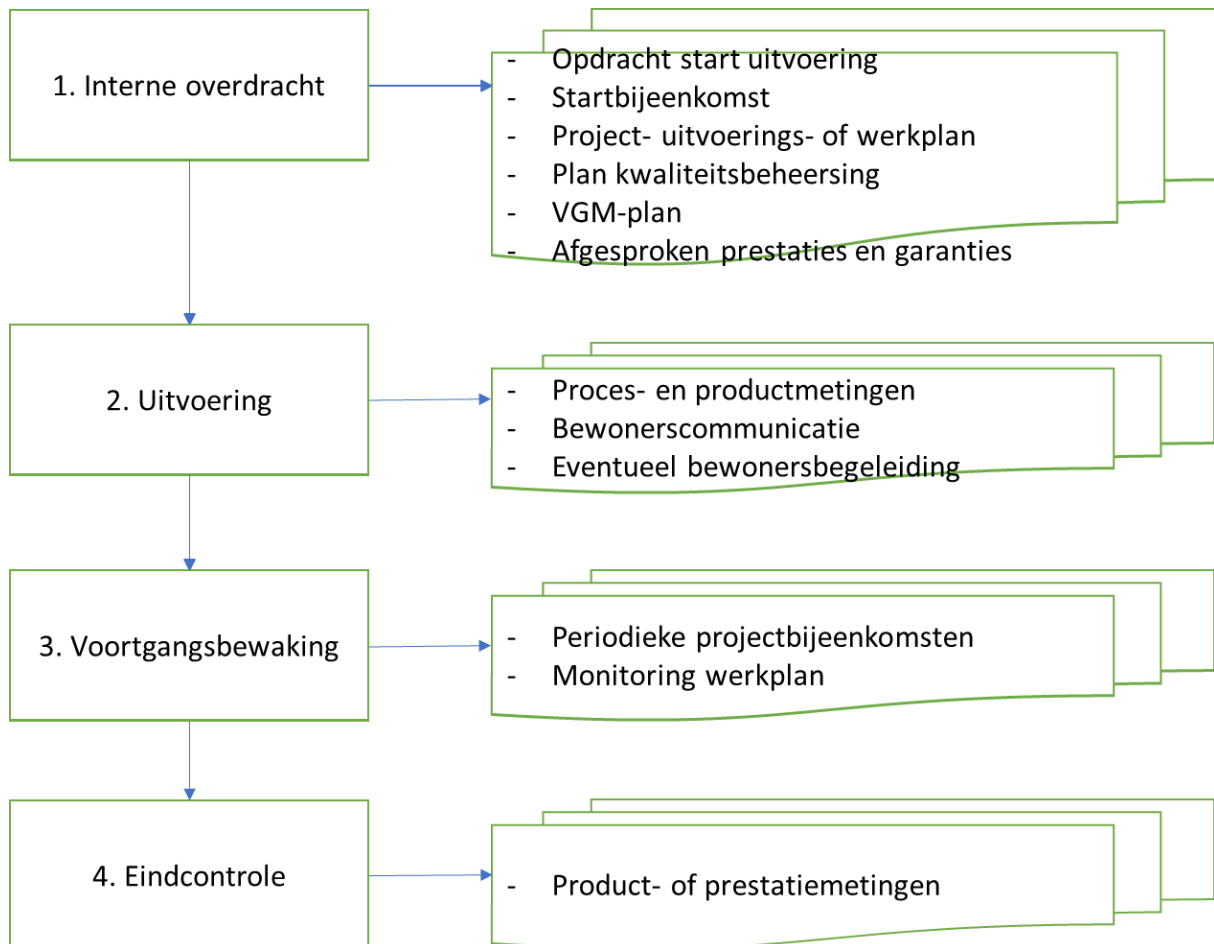 1. Interne overdracht
- Opdracht start uitvoering
- Startbijeenkomst
- Project- uitvoerings- of werkplan
- Plan kwaliteitsbeheersing
- VGM-plan
- Afgesproken prestaties en garanties
2. Uitvoering
- Proces- en productmetingen
- Bewonerscommunicatie
- Eventueel bewonersbegeleiding
3. Voortgangsbewaking
- Periodieke projectbijeenkomsten
- Monitoring werkplan
4. Eindcontrole
- Product- of prestatiemetingen